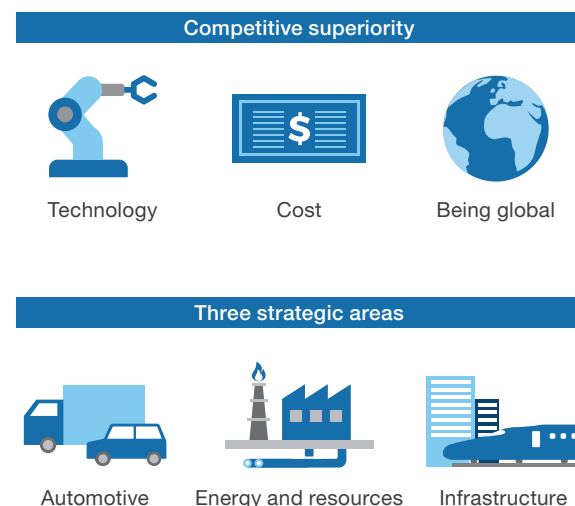 Competitive superiority
$
Technology
Cost
Being global
Three strategic areas
Automotive
Energy and resources
Infrastructure